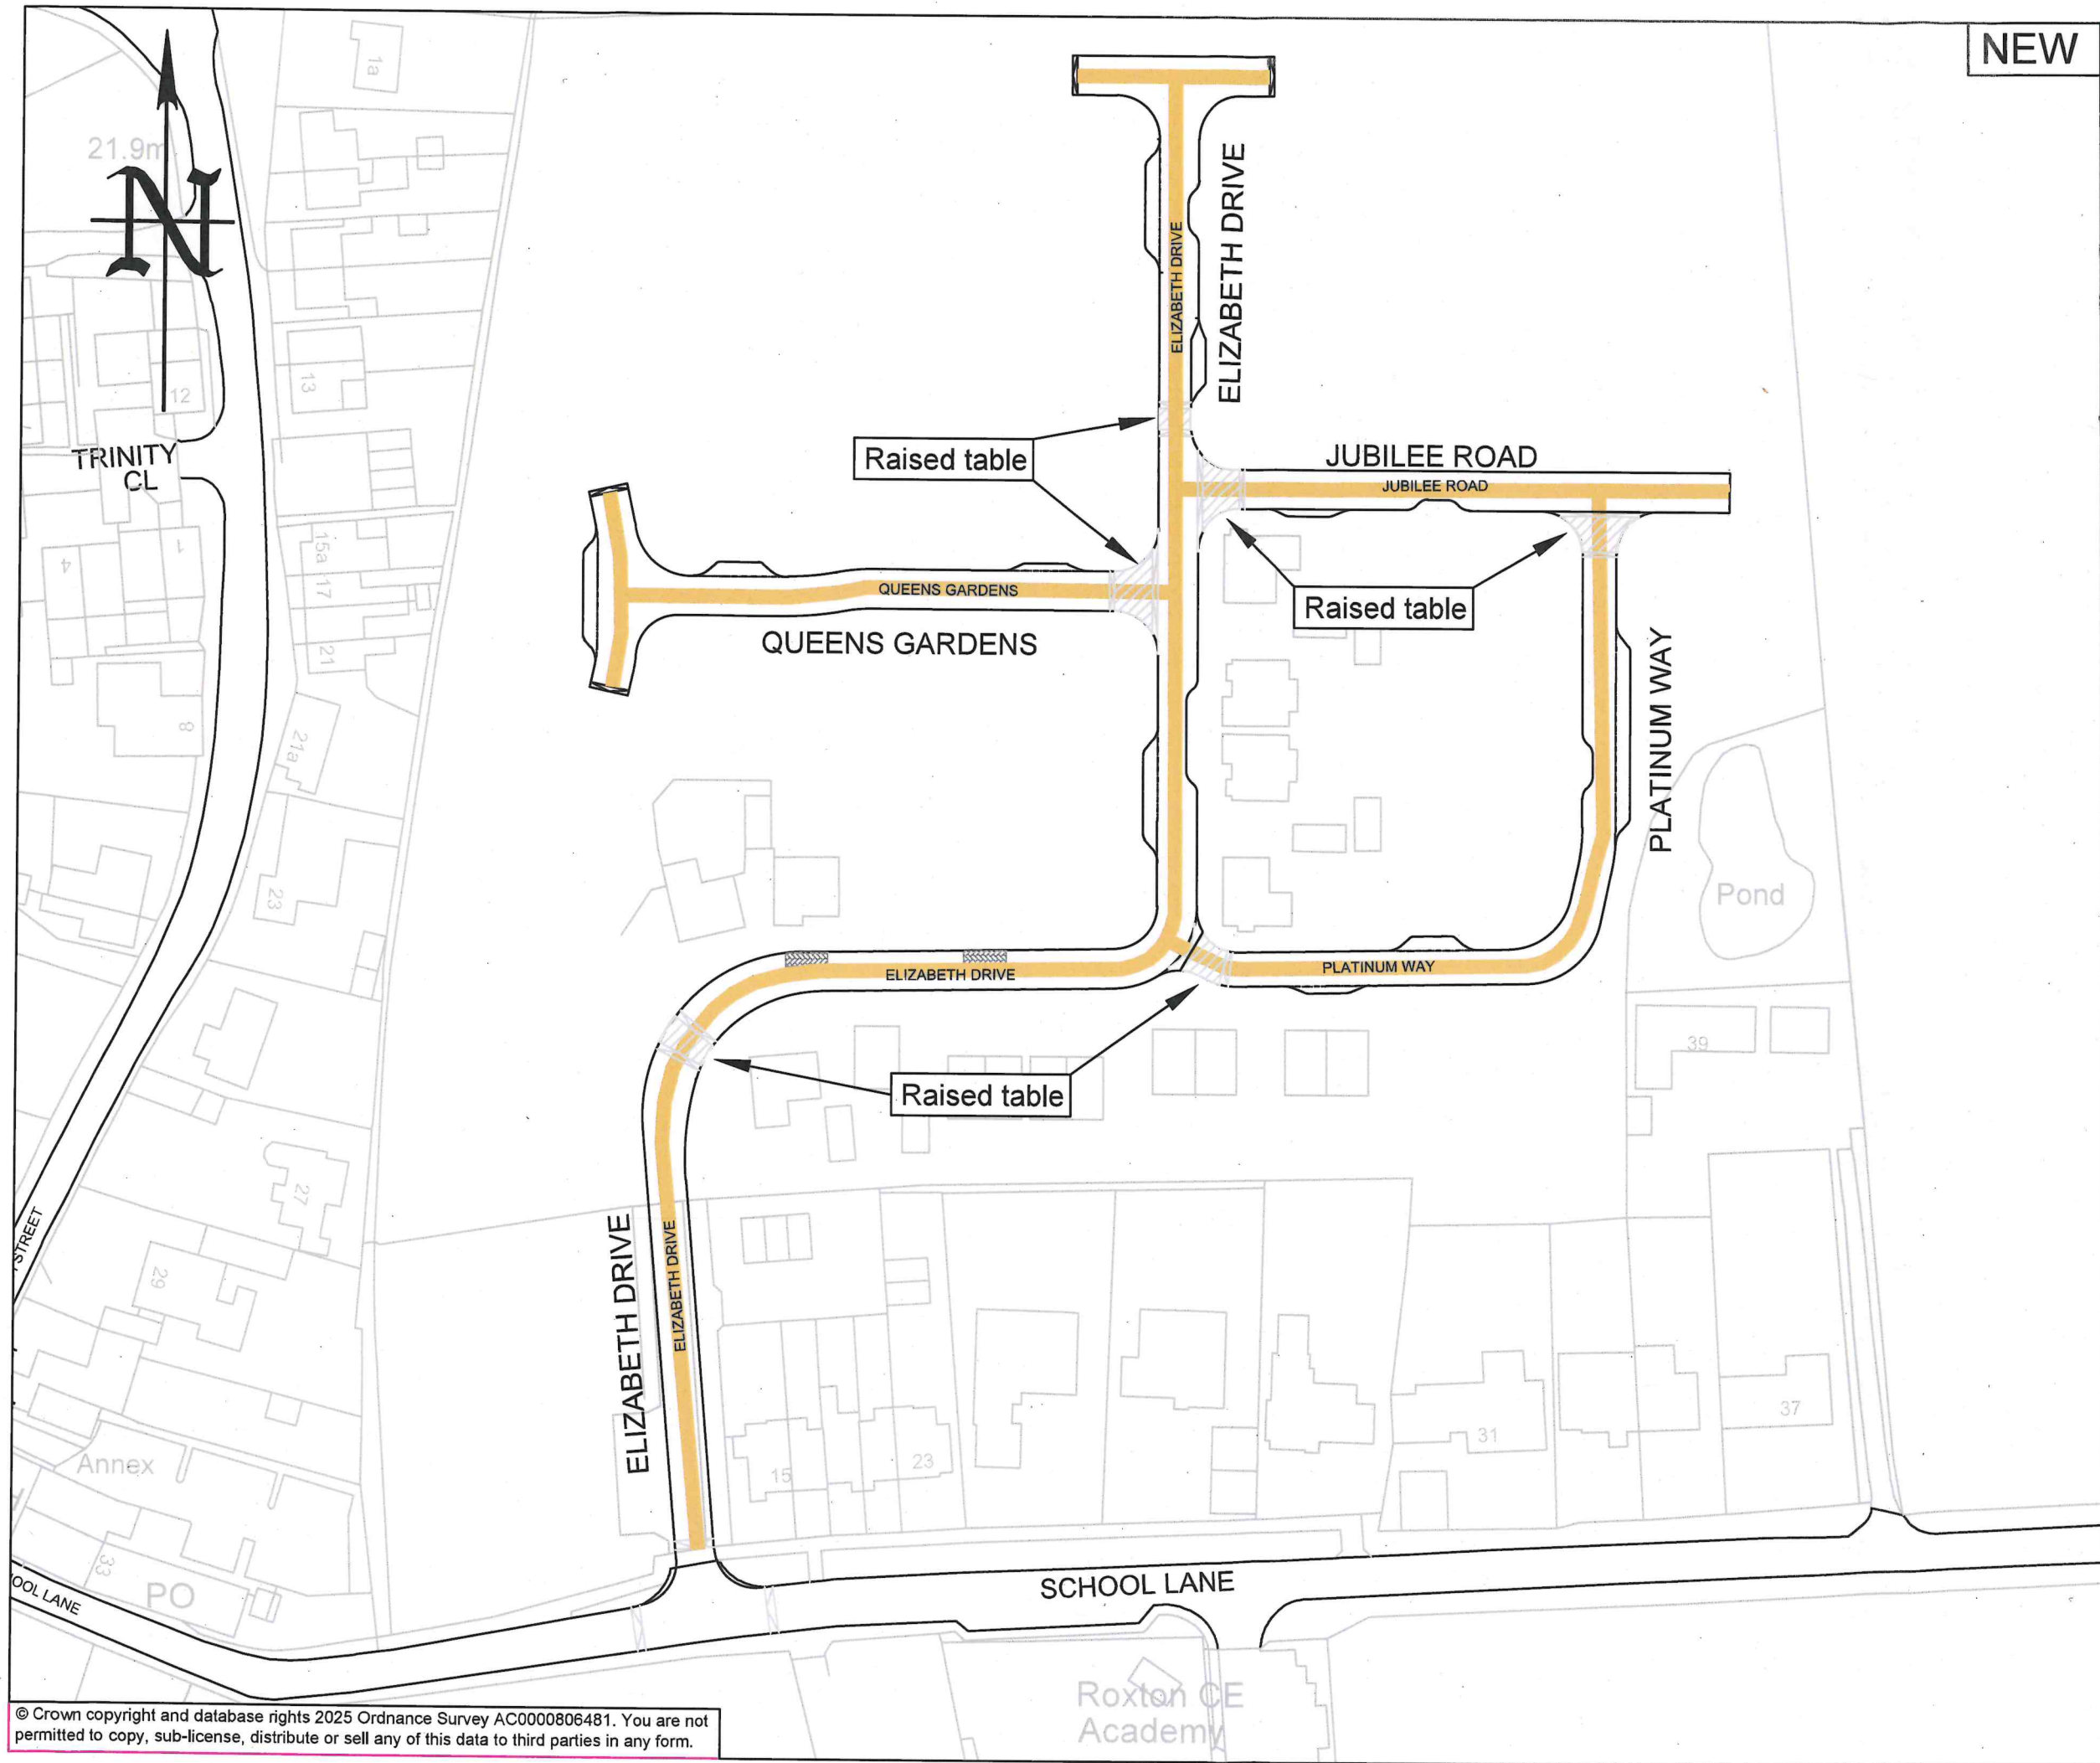 NEW
1a
21.9m
N
ELIZABETH DRIVE
ELIZABETH DRIVE
13
12
TRINITY
CL
Raised table
JUBILEE ROAD
JUBILEE ROAD
15a 17
1
4
21
QUEENS GARDENS
QUEENS GARDENS
Raised table
PLATINUM WAY
8
21a
23
Pond
ELIZABETH DRIVE
PLATINUM WAY
39
Raised table
27
STREET
29
ELIZABETH DRIVE
ELIZABETH DRIVE
Annex
15
23
31
37
33
PO
OOL LANE
SCHOOL LANE
Roxton CE
Academy
© Crown copyright and database rights 2025 Ordnance Survey AC0000806481. You are not
permitted to copy, sub-license, distribute or sell any of this data to third parties in any form.